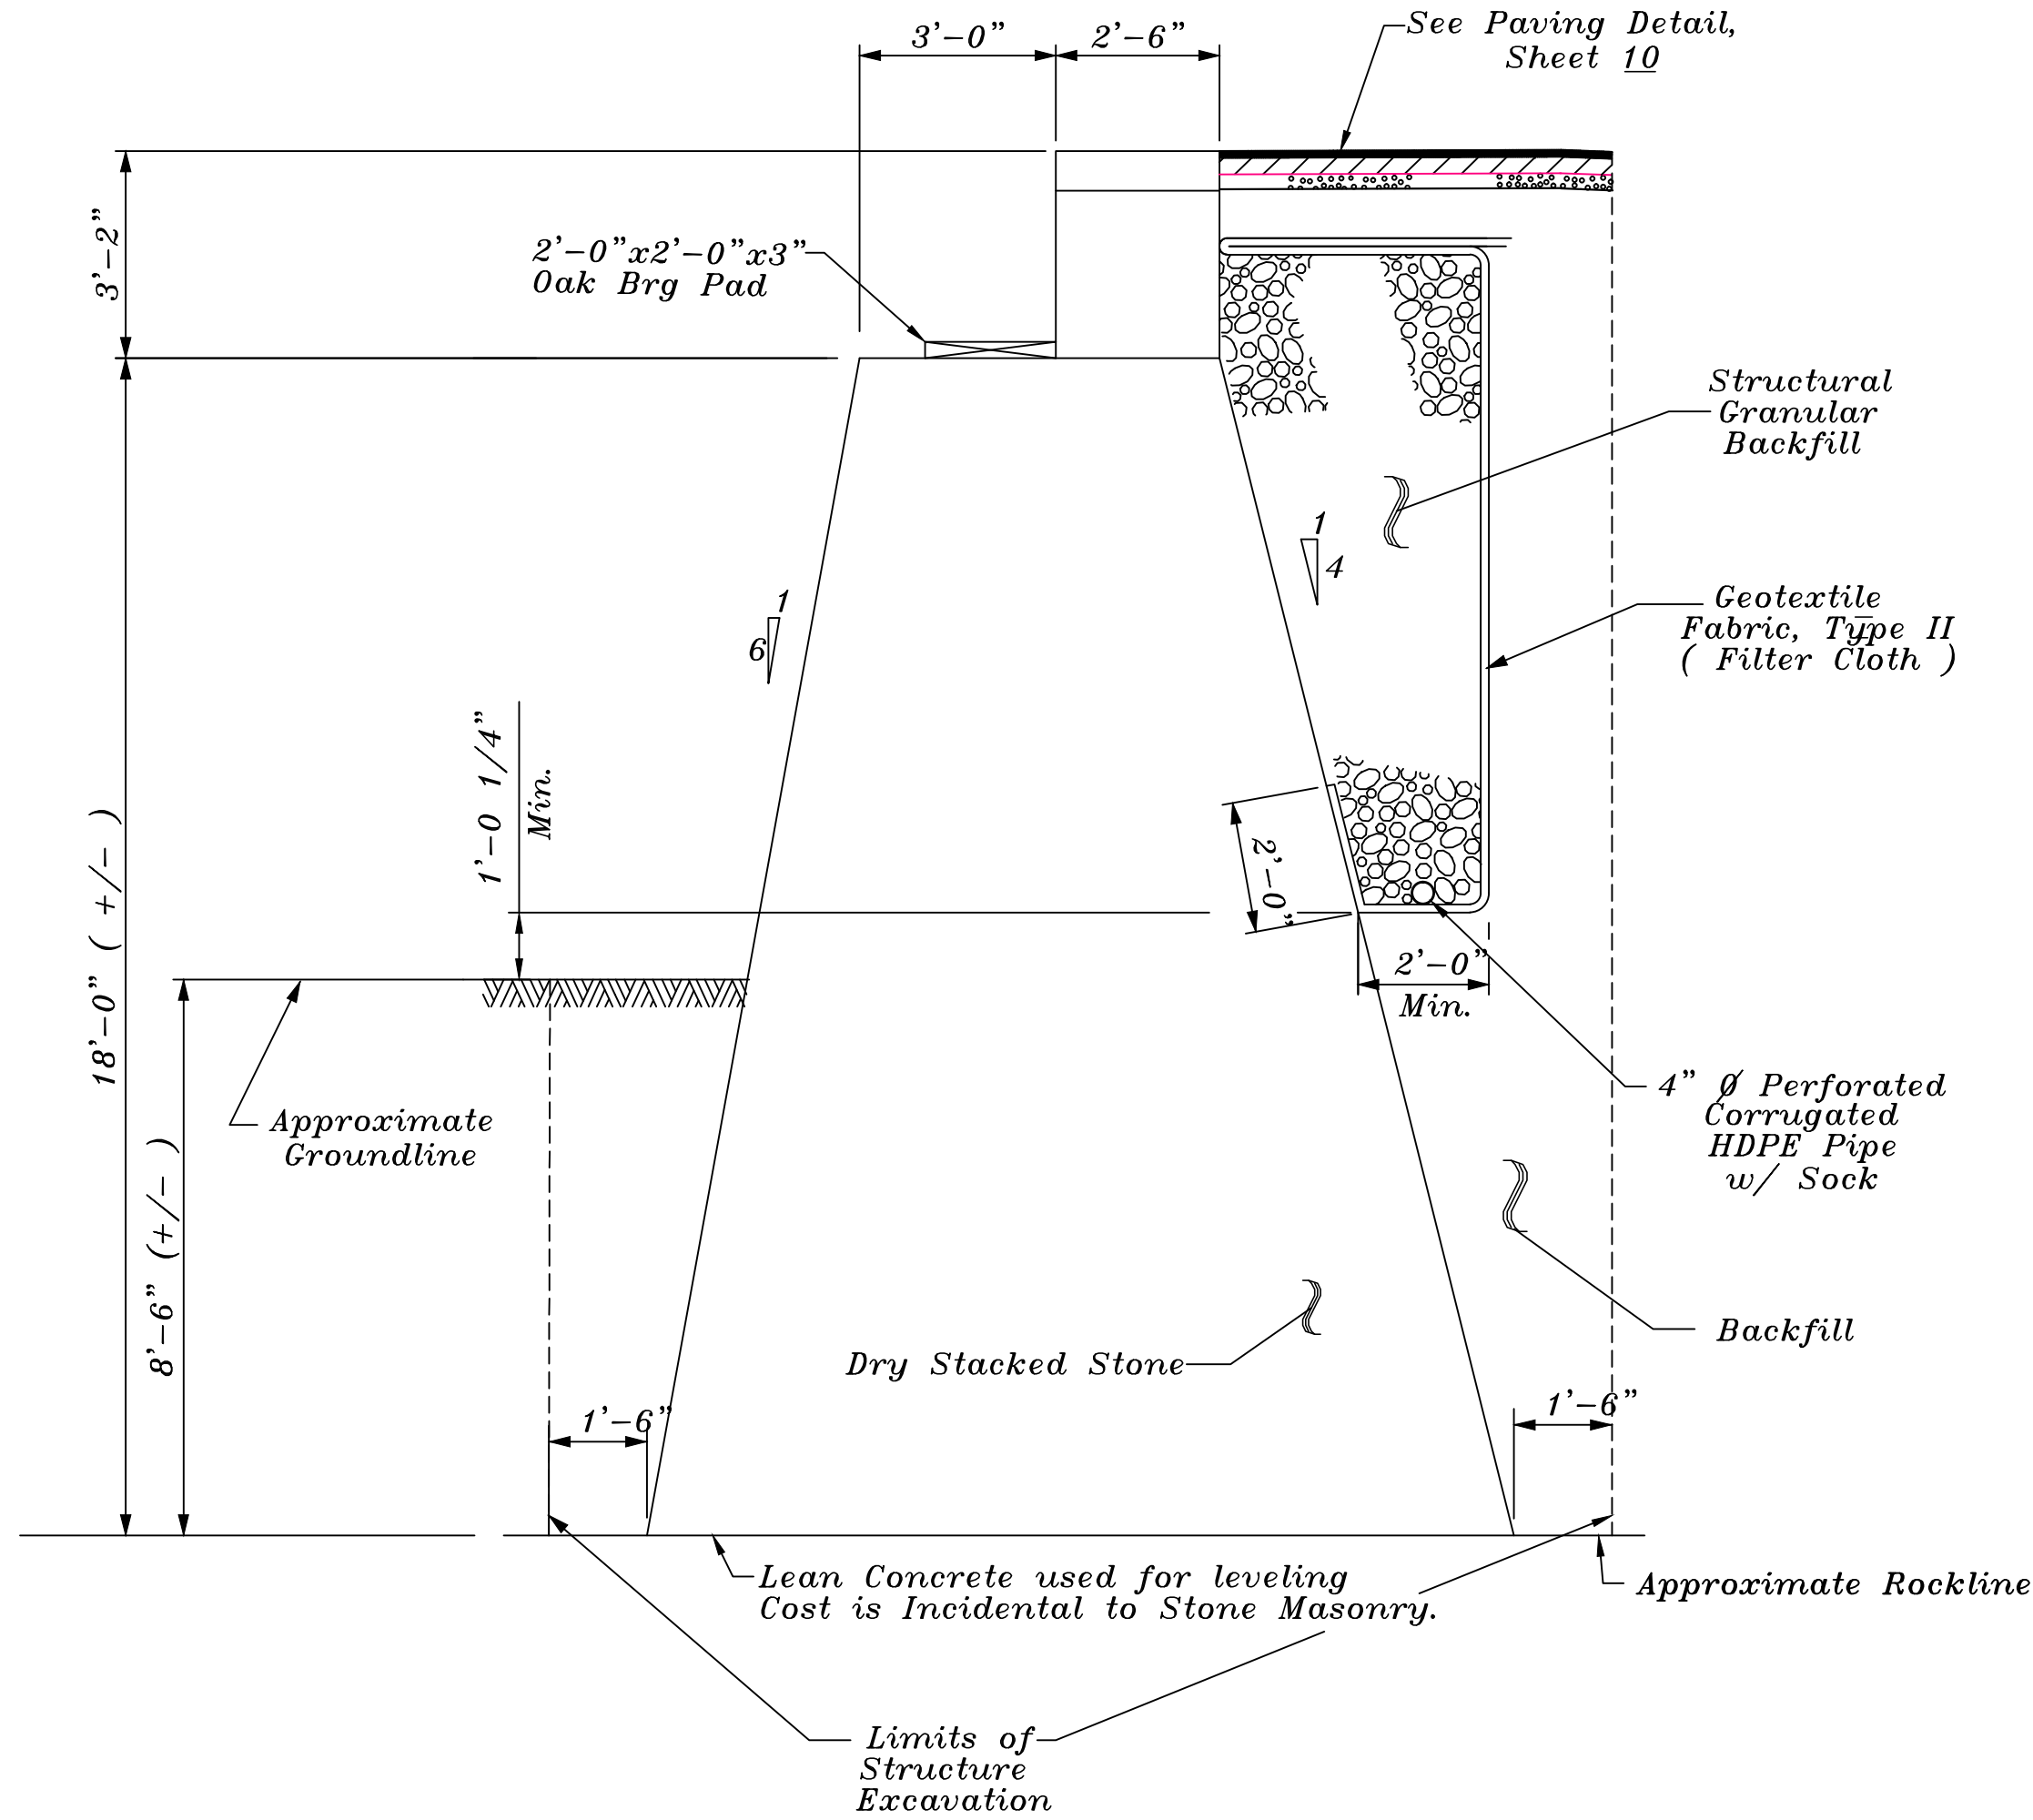 See Paving Detail,
Sheet 10
3'-0"
2'-6"
3'-2"
2'-0"x2'-0"x3"
Oak Brg Pad
Structural
Granular
Backfill
1
4
1
6
Geotextile
Fabric, Type II
( Filter Cloth )
1'-0 1/4"
Min.
2'-0"
18'-0" ( +/- )
2'-0"
Min.
4" Ø Perforated
Corrugated
HDPE Pipe
w/ Sock
Approximate
Groundline
8'-6" (+/- )
Backfill
Dry Stacked Stone
1'-6"
1'-6"
Lean Concrete used for leveling
Cost is Incidental to Stone Masonry.
Approximate Rockline
Limits of
Structure
Excavation